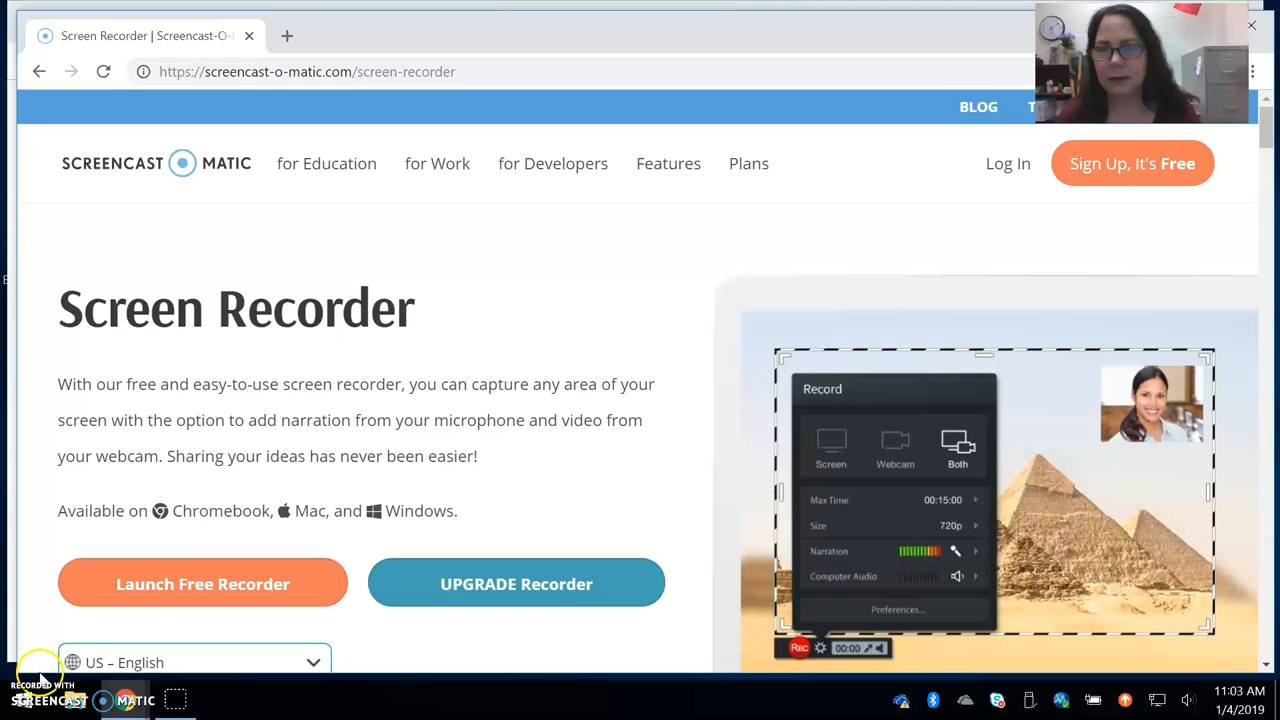 Screen Recorder | Screencast-O-
https://screencast-o-matic.com/screen-recorder
BLOG
SCREENCAST MATIC
for Education
for Work
for Developers
Features
Plans
Log In
Sign Up, It's Free
Screen Recorder
With our free and easy-to-use screen recorder, you can capture any area of your
screen with the option to add narration from your microphone and video from
your webcam. Sharing your ideas has never been easier!
Available on Chromebook, Mac, and Windows.
Launch Free Recorder
UPGRADE Recorder
US – English
Record
Screen
Webcam
Both
Max Time 00:15:00
Size 720p
Narration
Computer Audio
Preferences...
REC 00:00
RECORDED WITH
SCREENCAST MATIC
11:03 AM
1/4/2019